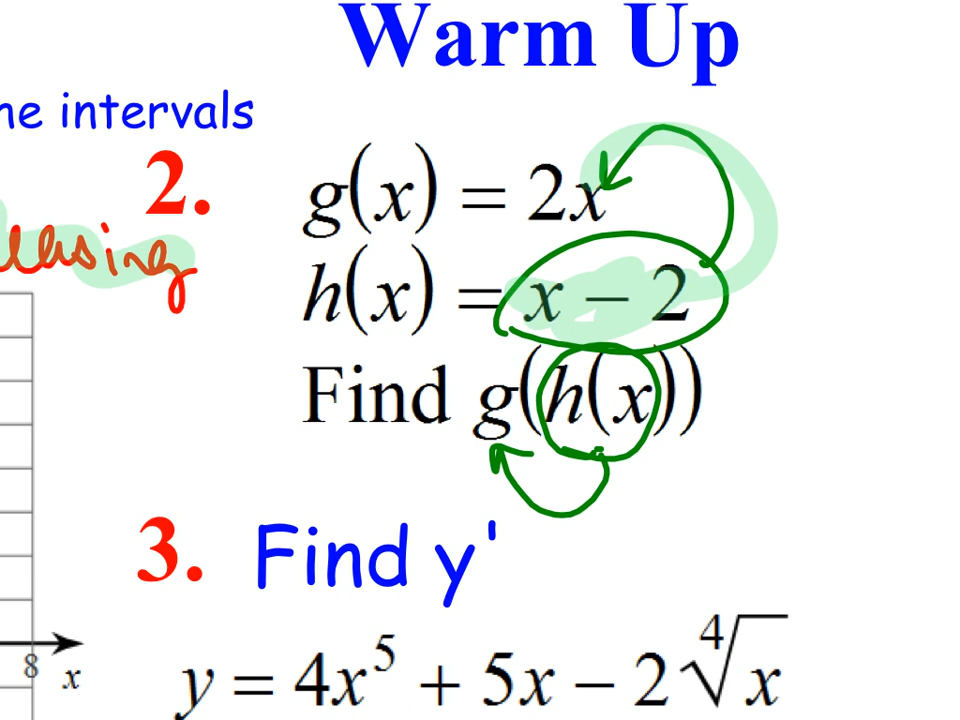 Warm Up
ne intervals
2. g(x) = 2x
h(x) = x − 2
Find g(h(x))
3. Find y'
8 x
y = 4x⁵ + 5x − 2∜x